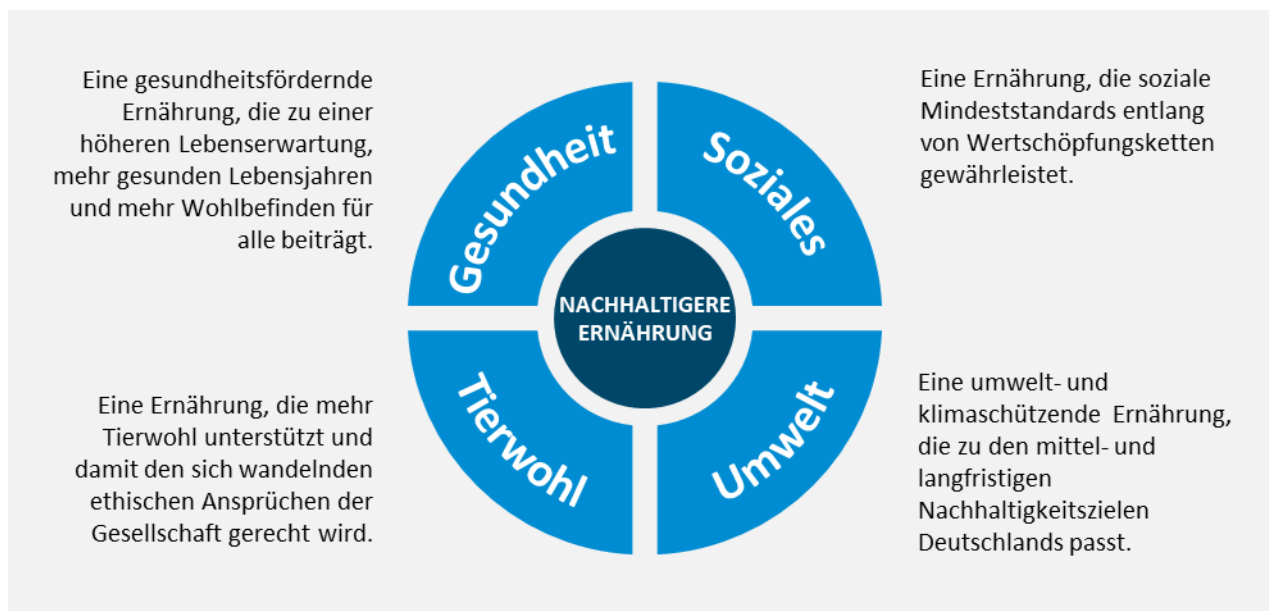 Eine gesundheitsfördernde
Ernährung, die zu einer
höheren Lebenserwartung,
mehr gesunden Lebensjahren
und mehr Wohlbefinden für
alle beiträgt.
Gesundheit
Soziales
Eine Ernährung, die soziale
Mindeststandards entlang
von Wertschöpfungsketten
gewährleistet.
NACHHALTIGERE
ERNÄHRUNG
Eine Ernährung, die mehr
Tierwohl unterstützt und
damit den sich wandelnden
ethischen Ansprüchen der
Gesellschaft gerecht wird.
Tierwohl
Umwelt
Eine umwelt- und
klimaschützende Ernährung,
die zu den mittel- und
langfristigen
Nachhaltigkeitszielen
Deutschlands passt.